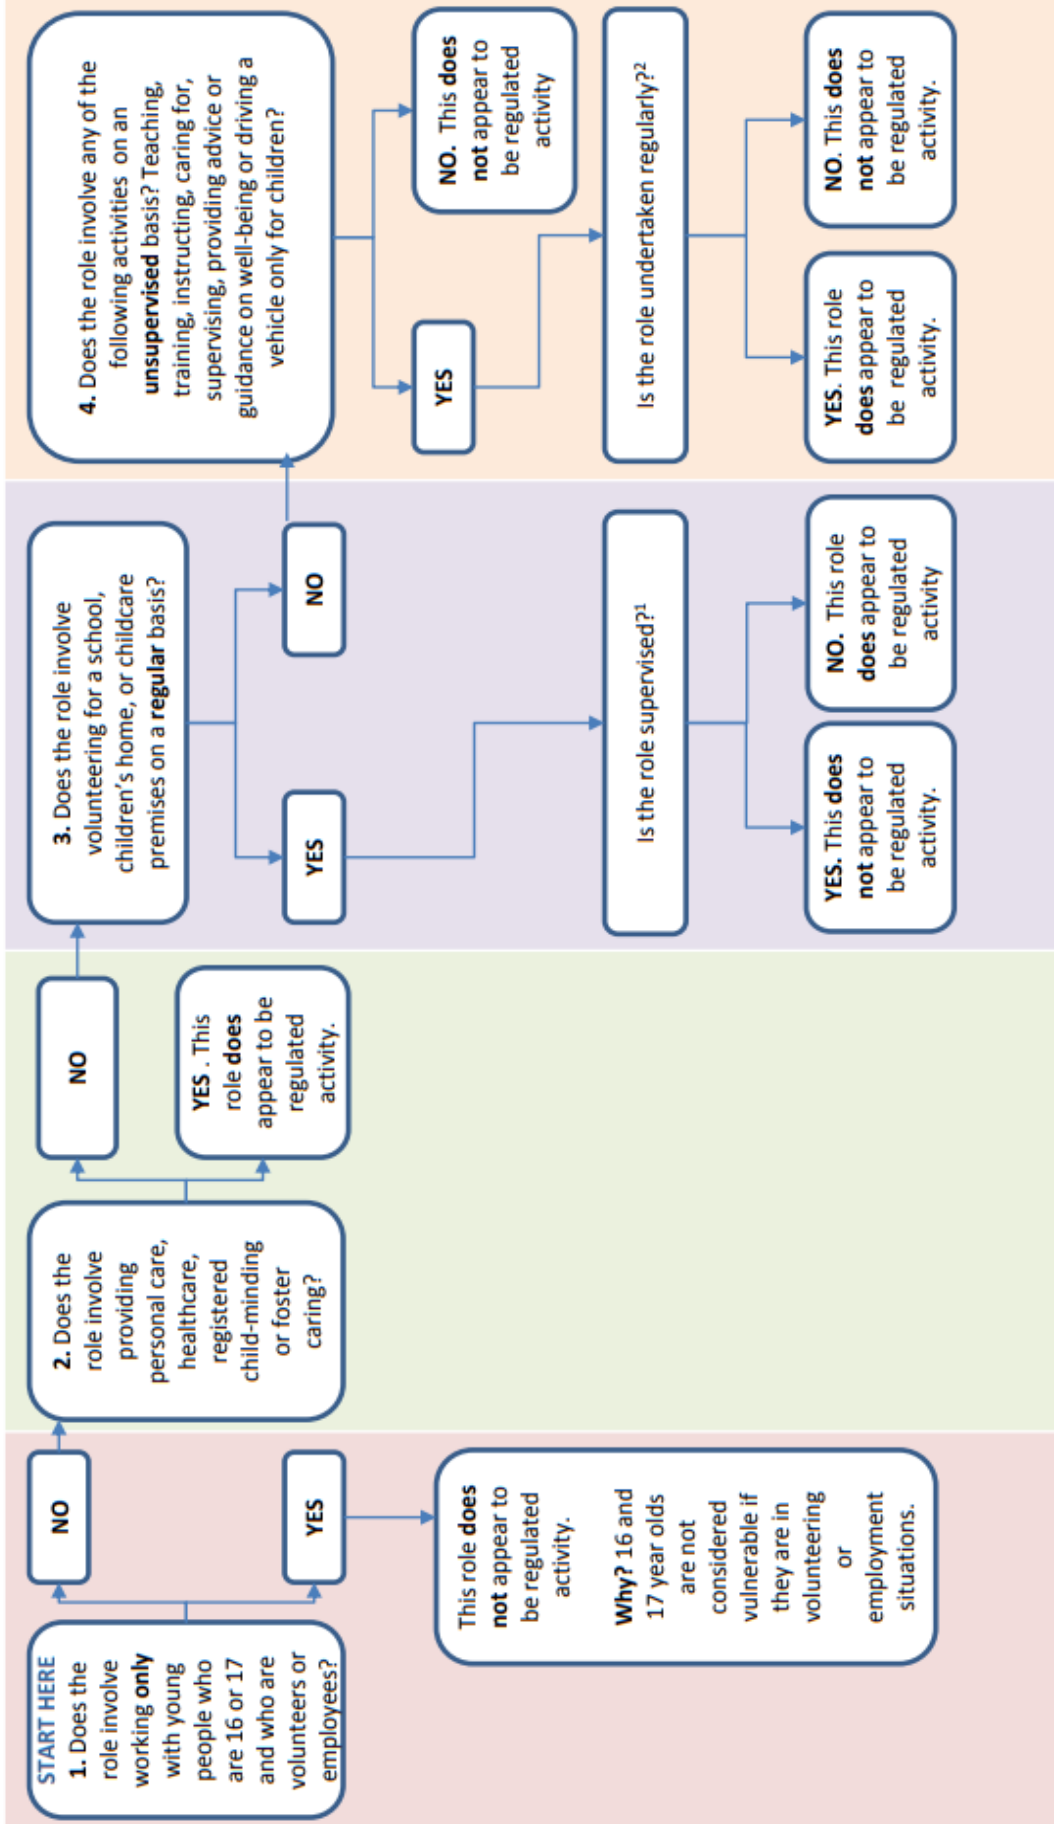 START HERE
1. Does the
role involve
working only
with young
people who
are 16 or 17
and who are
volunteers or
employees?
NO
YES
This role does
not appear to
be regulated
activity.
Why? 16 and
17 year olds
are not
considered
vulnerable if
they are in
volunteering
or
employment
situations.
2. Does the
role involve
providing
personal care,
healthcare,
registered
child-minding
or foster
caring?
NO
YES . This
role does
appear to be
regulated
activity.
3. Does the role involve
volunteering for a school,
children's home, or childcare
premises on a regular basis?
YES
NO
Is the role supervised?¹
YES. This does
not appear to
be regulated
activity.
NO. This role
does appear to
be regulated
activity
4. Does the role involve any of the
following activities on an
unsupervised basis? Teaching,
training, instructing, caring for,
supervising, providing advice or
guidance on well-being or driving a
vehicle only for children?
YES
NO. This does
not appear to
be regulated
activity
Is the role undertaken regularly?²
YES. This role
does appear to
be regulated
activity.
NO. This does
not appear to
be regulated
activity.